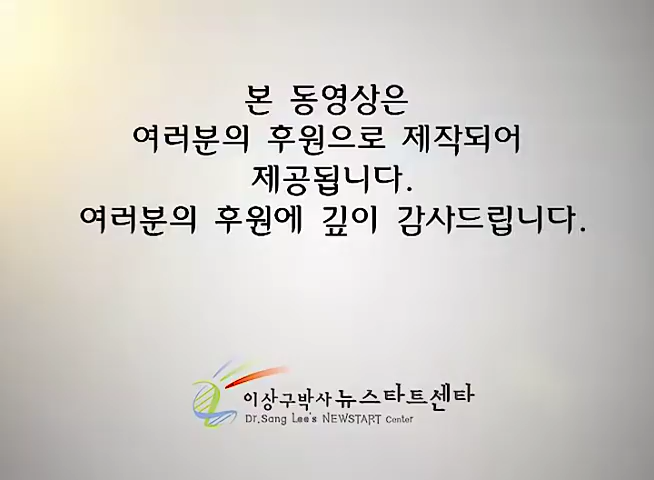 본 동영상은
여러분의 후원으로 제작되어
제공됩니다.
여러분의 후원에 깊이 감사드립니다.
이상구박사 뉴스타트센타
Dr.Sang Lee's NEWSTART Center